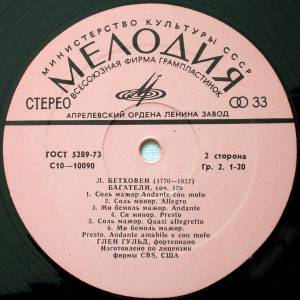 МИНИСТЕРСТВО КУЛЬТУРЫ СССР
МЕЛОДИЯ
ВСЕСОЮЗНАЯ ФИРМА ГРАМПЛАСТИНОК
СТЕРЕО
33
АПРЕЛЕВСКИЙ ОРДЕНА ЛЕНИНА ЗАВОД
ГОСТ 5289-73
2 сторона
С10—10090
Гр. 2. 1-20
Л. БЕТХОВЕН (1770—1827)
БАГАТЕЛИ, соч. 126
1. Соль мажор. Andante con moto
2. Соль минор. Allegro
3. Ми бемоль мажор. Andante
4. Си минор. Presto
5. Соль мажор. Quasi allegretto
6. Ми бемоль мажор.
Presto. Andante amabile e con moto
ГЛЕН ГУЛЬД, фортепиано
Изготовлено по лицензии
фирмы CBS, США